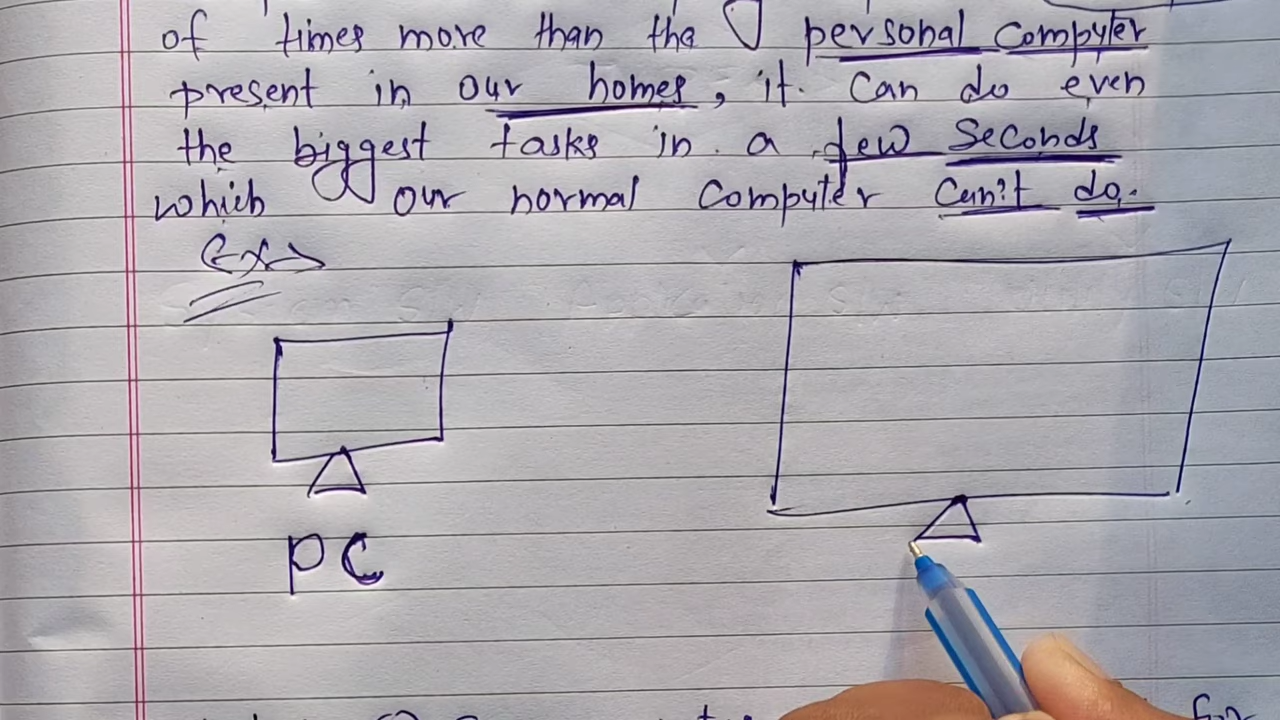 of times more than the personal computer
present in our homes, it can do even
the biggest tasks in a few seconds
which our normal computer can't do.
Ex→
PC